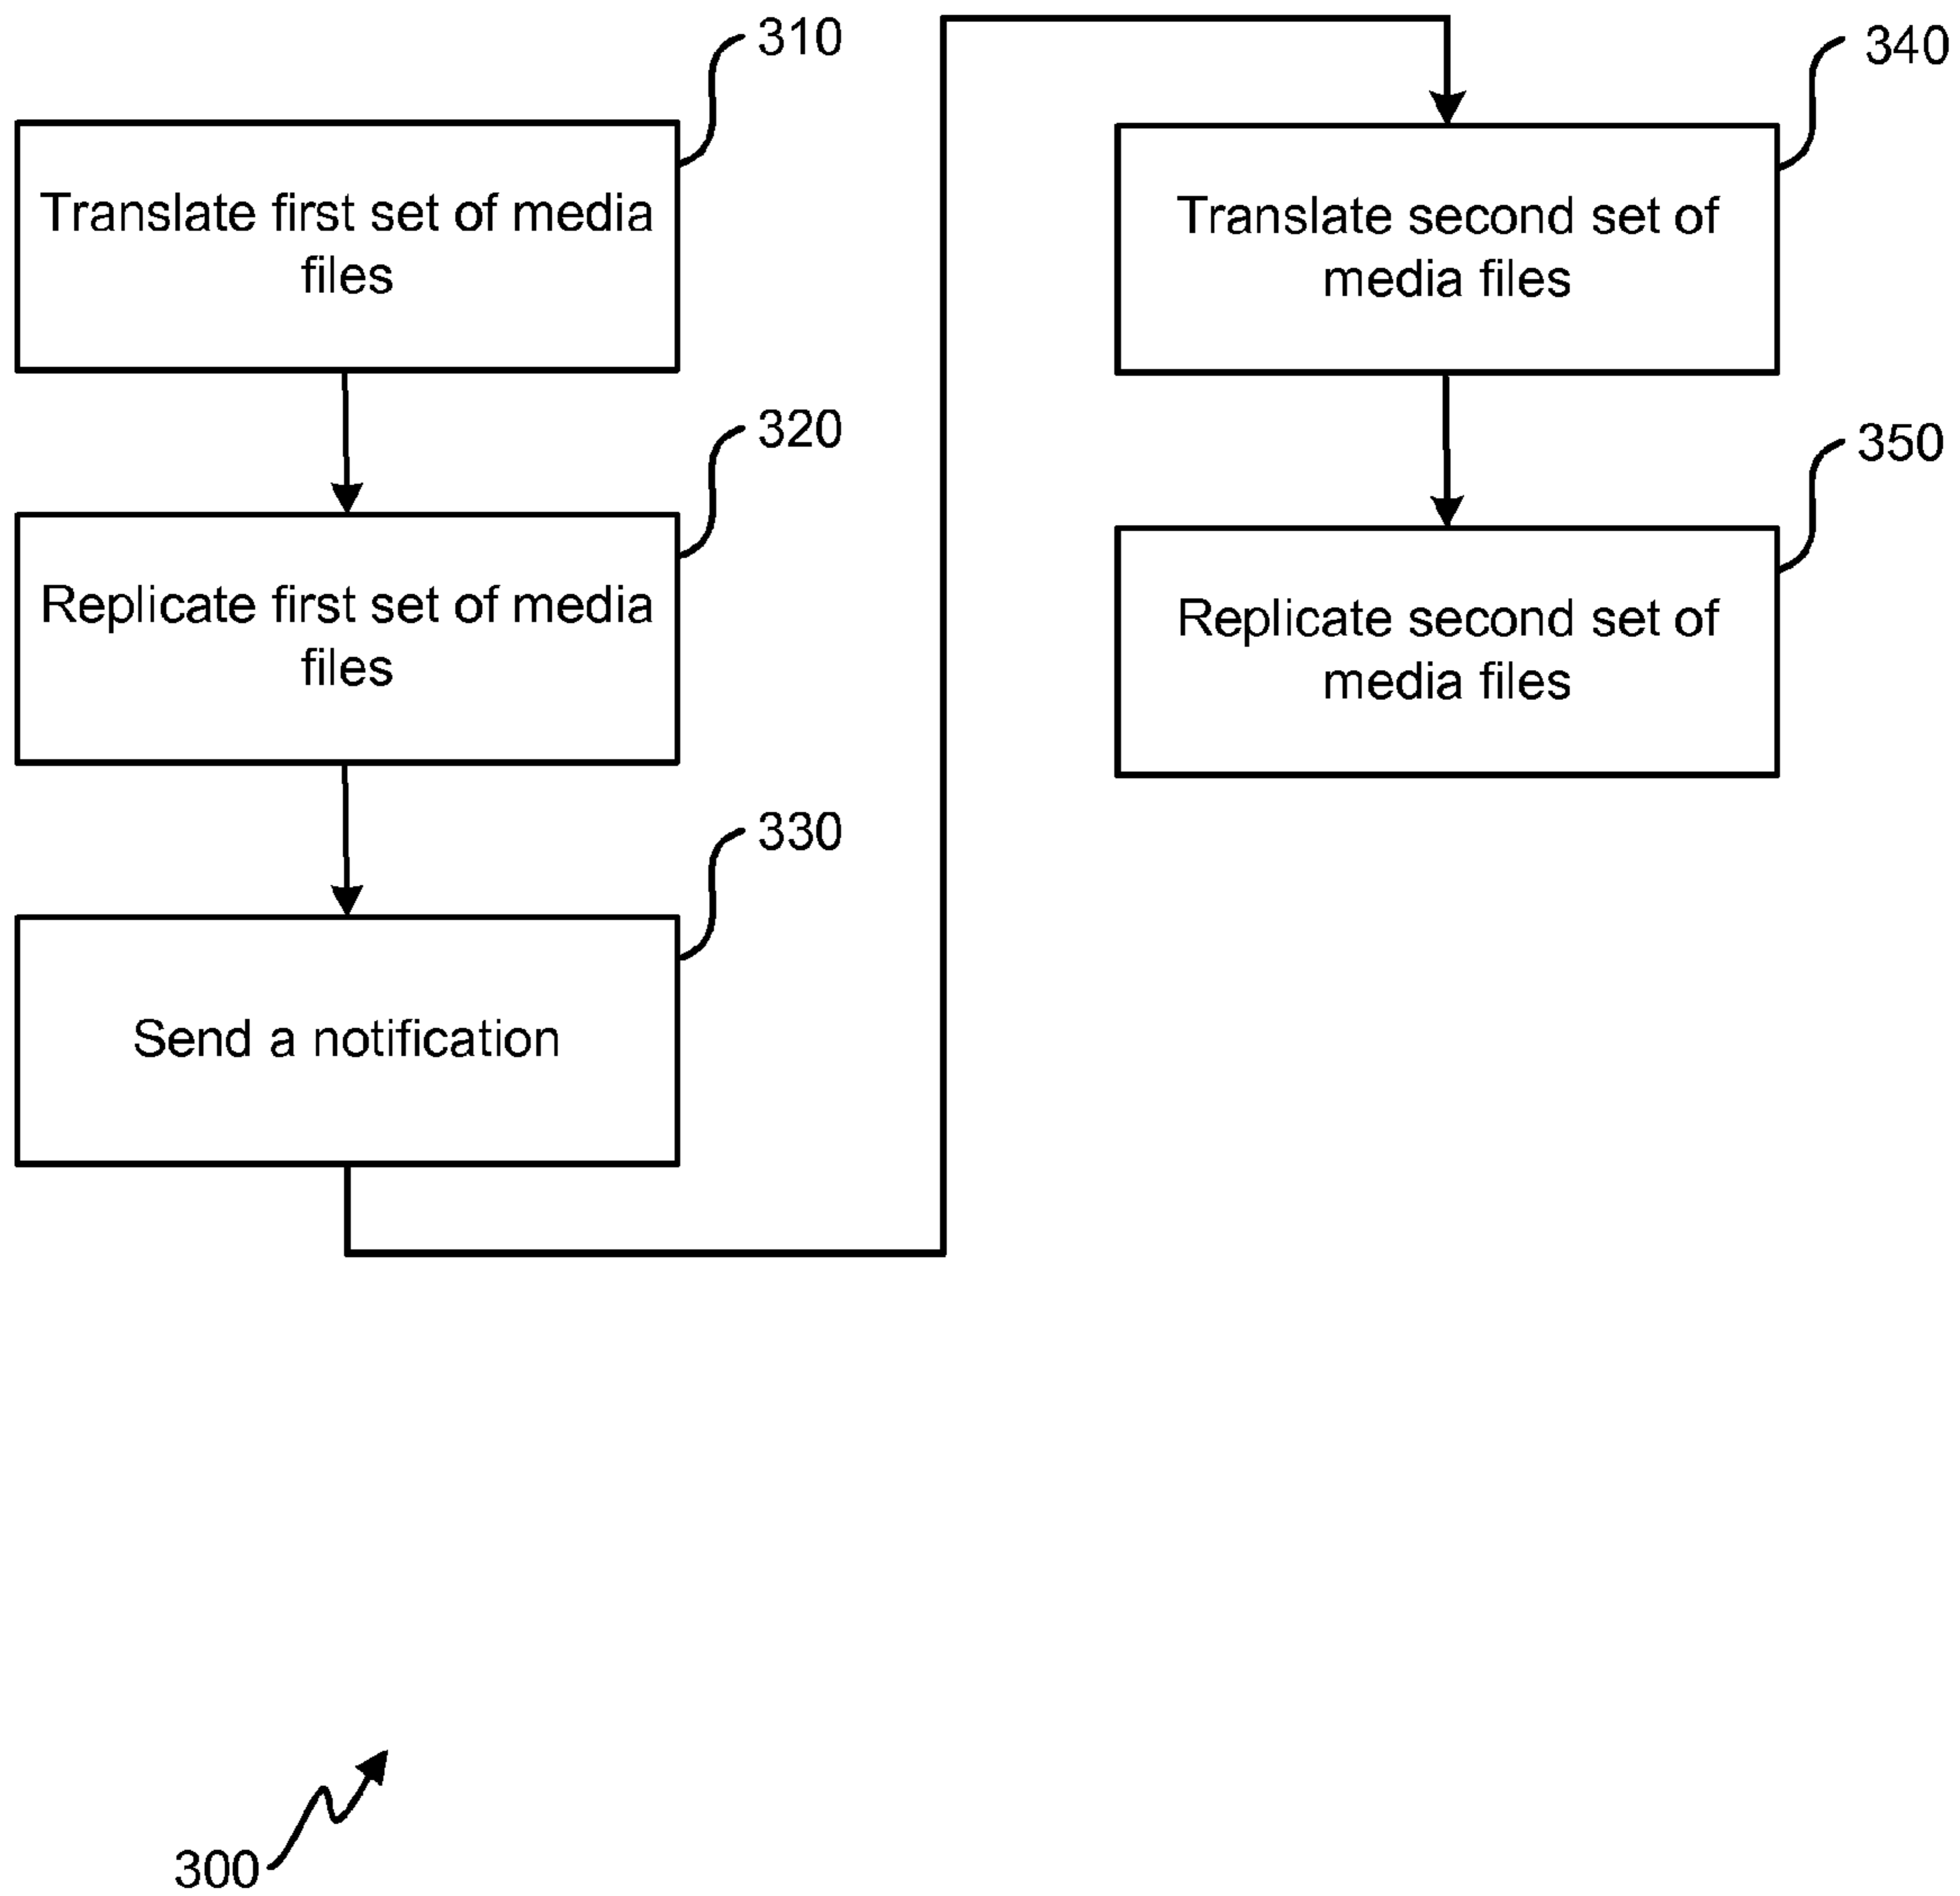 310
Translate first set of media
files
320
Replicate first set of media
files
330
Send a notification
340
Translate second set of
media files
350
Replicate second set of
media files
300